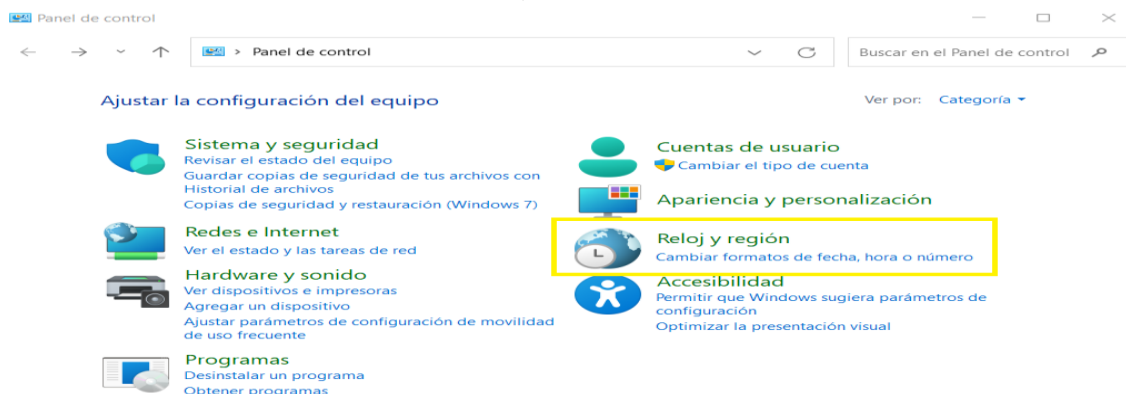 Panel de control
Panel de control
Buscar en el Panel de control
Ajustar la configuración del equipo
Ver por: Categoría
Sistema y seguridad
Revisar el estado del equipo
Guardar copias de seguridad de tus archivos con
Historial de archivos
Copias de seguridad y restauración (Windows 7)
Redes e Internet
Ver el estado y las tareas de red
Hardware y sonido
Ver dispositivos e impresoras
Agregar un dispositivo
Ajustar parámetros de configuración de movilidad
de uso frecuente
Programas
Desinstalar un programa
Obtener programas
Cuentas de usuario
Cambiar el tipo de cuenta
Apariencia y personalización
Reloj y región
Cambiar formatos de fecha, hora o número
Accesibilidad
Permitir que Windows sugiera parámetros de
configuración
Optimizar la presentación visual